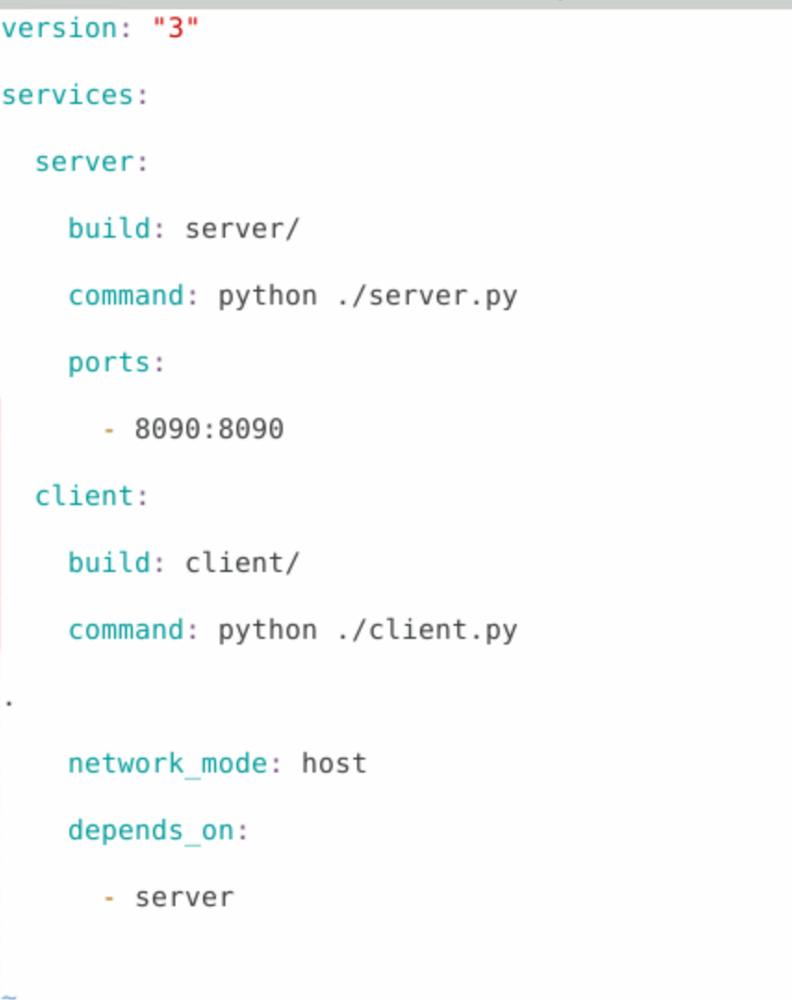 version: "3"
services:
  server:
    build: server/
    command: python ./server.py
    ports:
      - 8090:8090
  client:
    build: client/
    command: python ./client.py
.
    network_mode: host
    depends_on:
      - server
~